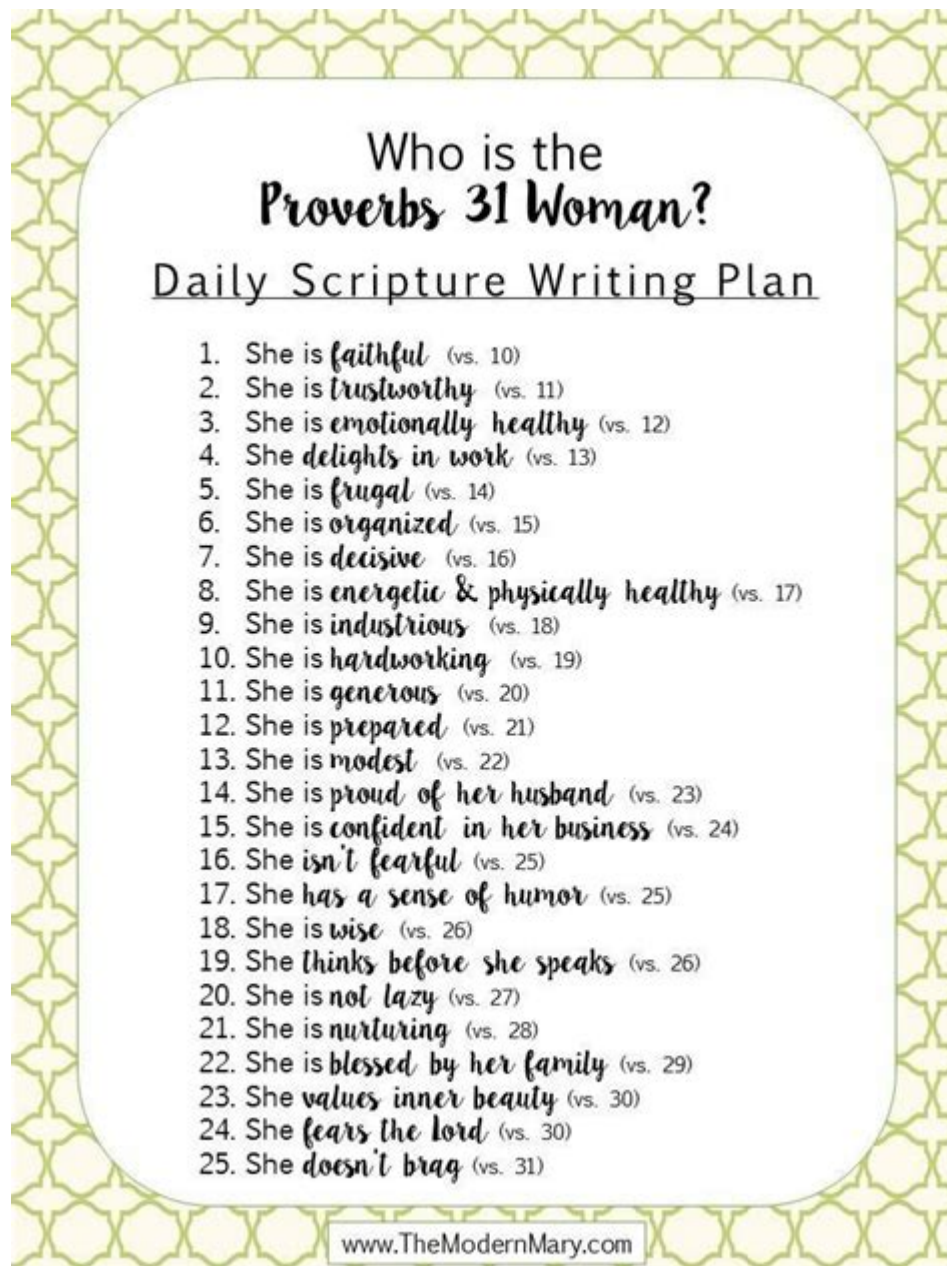 Who is the
Proverbs 31 Woman?
Daily Scripture Writing Plan
1. She is faithful (vs. 10)
2. She is trustworthy (vs. 11)
3. She is emotionally healthy (vs. 12)
4. She delights in work (vs. 13)
5. She is frugal (vs. 14)
6. She is organized (vs. 15)
7. She is decisive (vs. 16)
8. She is energetic & physically healthy (vs. 17)
9. She is industrious (vs. 18)
10. She is hardworking (vs. 19)
11. She is generous (vs. 20)
12. She is prepared (vs. 21)
13. She is modest (vs. 22)
14. She is proud of her husband (vs. 23)
15. She is confident in her business (vs. 24)
16. She isn't fearful (vs. 25)
17. She has a sense of humor (vs. 25)
18. She is wise (vs. 26)
19. She thinks before she speaks (vs. 26)
20. She is not lazy (vs. 27)
21. She is nurturing (vs. 28)
22. She is blessed by her family (vs. 29)
23. She values inner beauty (vs. 30)
24. She fears the Lord (vs. 30)
25. She doesn't brag (vs. 31)
www.TheModernMary.com